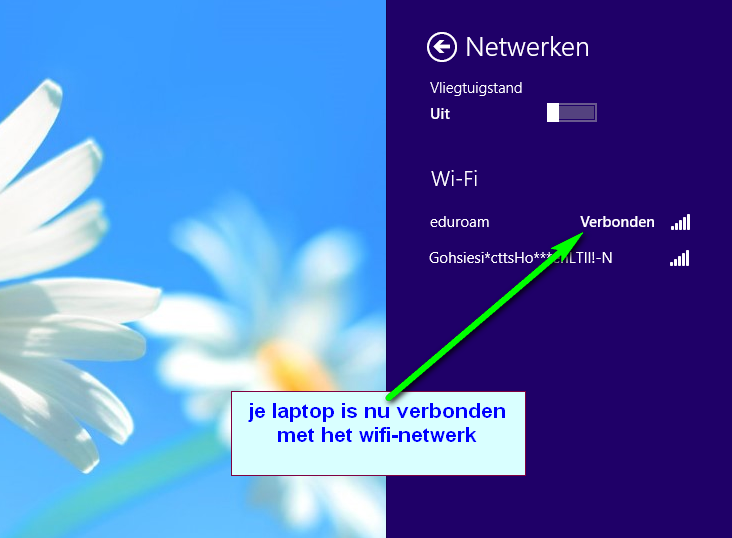 Netwerken
Vliegtuigstand
Uit
Wi-Fi
eduroam Verbonden
je laptop is nu verbonden
met het wifi-netwerk